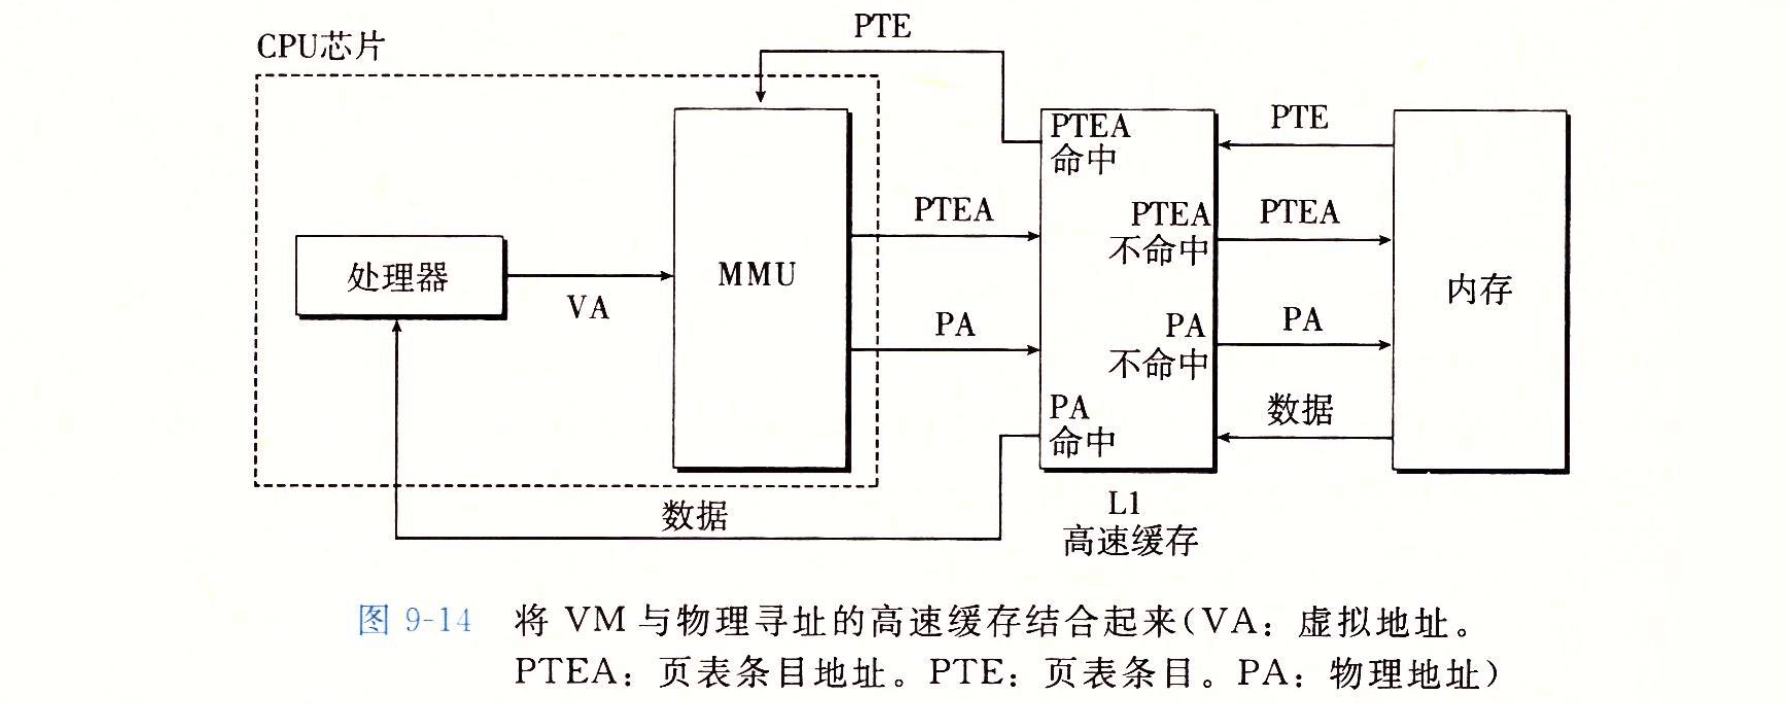 PTE
CPU芯片
PTEA
命中
PTE
PTEA
PTEA
不命中
PTEA
处理器
VA
MMU
内存
PA
PA
不命中
PA
PA
命中
数据
数据
L1
高速缓存
图 9-14 将 VM 与物理寻址的高速缓存结合起来(VA：虚拟地址。
PTEA：页表条目地址。PTE：页表条目。PA：物理地址)